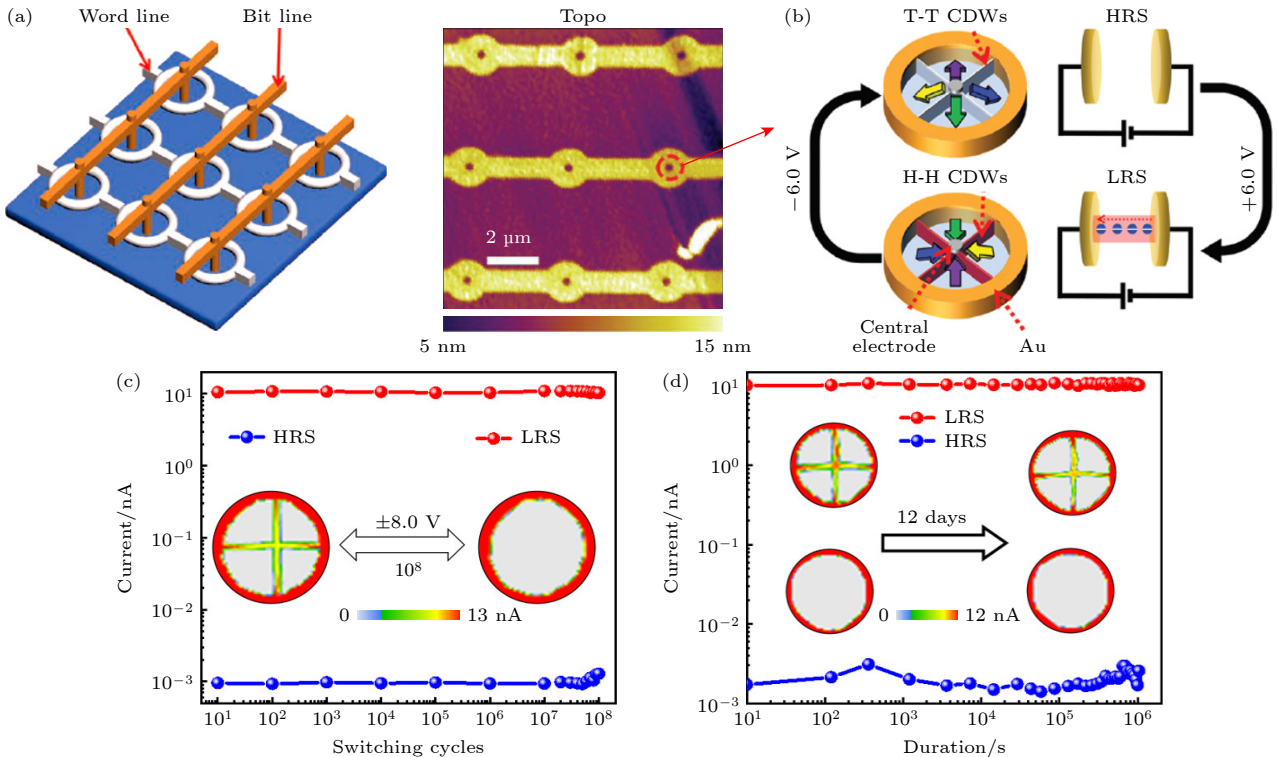 (a)
Word line
Bit line
Topo
2 µm
5 nm
15 nm
(b)
T-T CDWs
HRS
−6.0 V
+6.0 V
H-H CDWs
LRS
Central
electrode
Au
(c)
10¹
10⁰
10⁻¹
10⁻²
10⁻³
Current/nA
HRS
LRS
±8.0 V
10⁸
0
13 nA
10¹ 10² 10³ 10⁴ 10⁵ 10⁶ 10⁷ 10⁸
Switching cycles
(d)
10¹
10⁰
10⁻¹
10⁻²
10⁻³
Current/nA
LRS
HRS
12 days
0
12 nA
10¹ 10² 10³ 10⁴ 10⁵ 10⁶
Duration/s